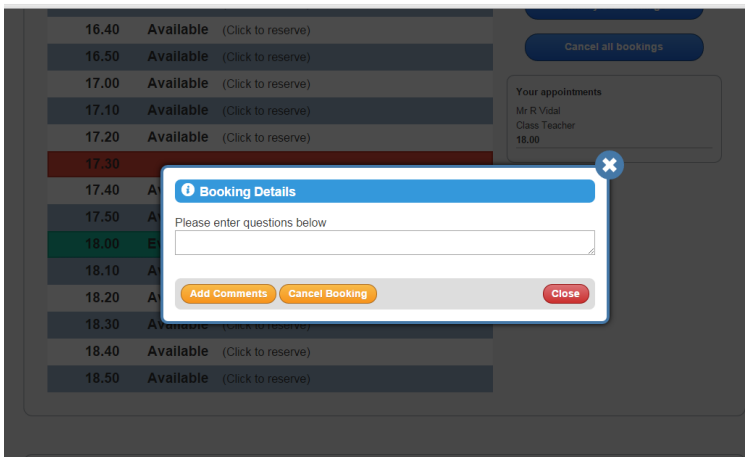 16.40 Available (Click to reserve)
Cancel all bookings
16.50 Available (Click to reserve)
17.00 Available (Click to reserve)
Your appointments
17.10 Available (Click to reserve)
Mr R Vidal
Class Teacher
17.20 Available (Click to reserve)
18.00
17.30
17.40
Booking Details
17.50
Please enter questions below
18.00
18.10
Add Comments Cancel Booking Close
18.20
18.30 Available (Click to reserve)
18.40 Available (Click to reserve)
18.50 Available (Click to reserve)